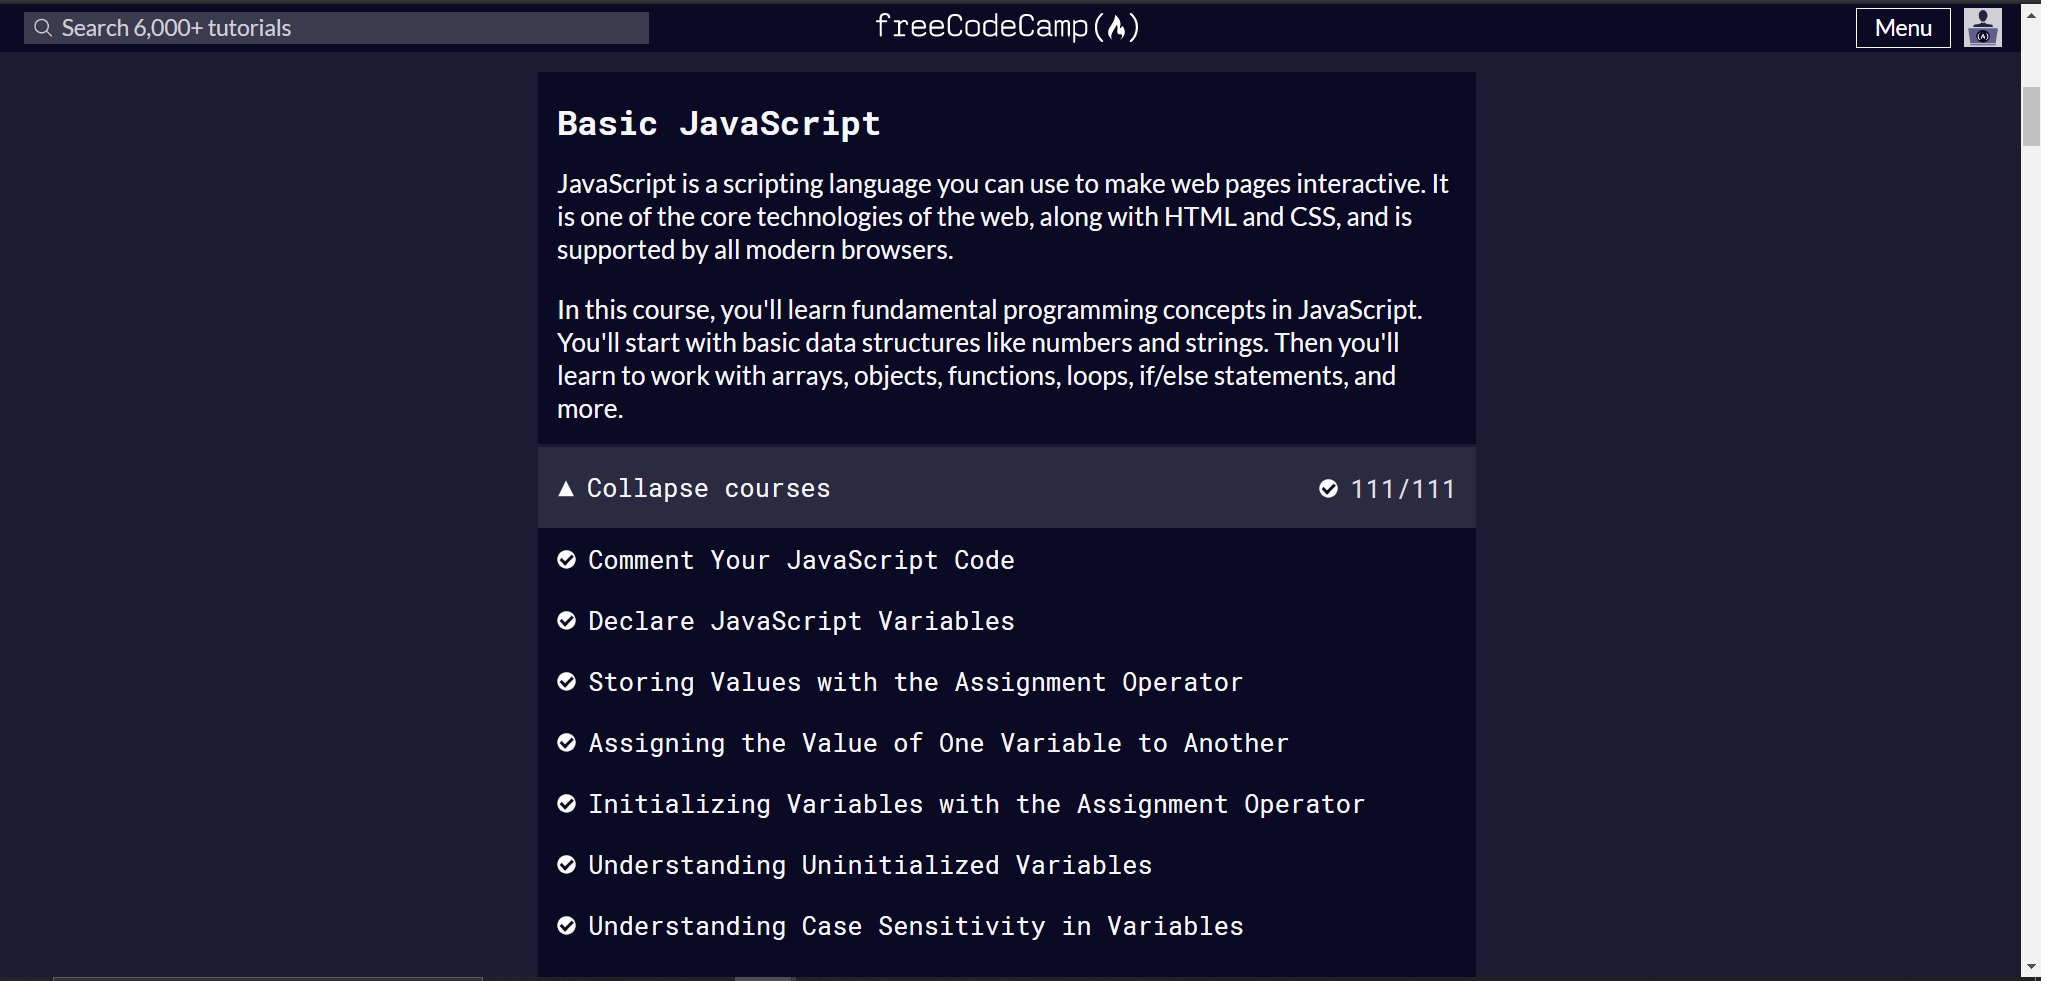 Search 6,000+ tutorials
freeCodeCamp
Menu
Basic JavaScript
JavaScript is a scripting language you can use to make web pages interactive. It
is one of the core technologies of the web, along with HTML and CSS, and is
supported by all modern browsers.
In this course, you'll learn fundamental programming concepts in JavaScript.
You'll start with basic data structures like numbers and strings. Then you'll
learn to work with arrays, objects, functions, loops, if/else statements, and
more.
Collapse courses
111/111
Comment Your JavaScript Code
Declare JavaScript Variables
Storing Values with the Assignment Operator
Assigning the Value of One Variable to Another
Initializing Variables with the Assignment Operator
Understanding Uninitialized Variables
Understanding Case Sensitivity in Variables